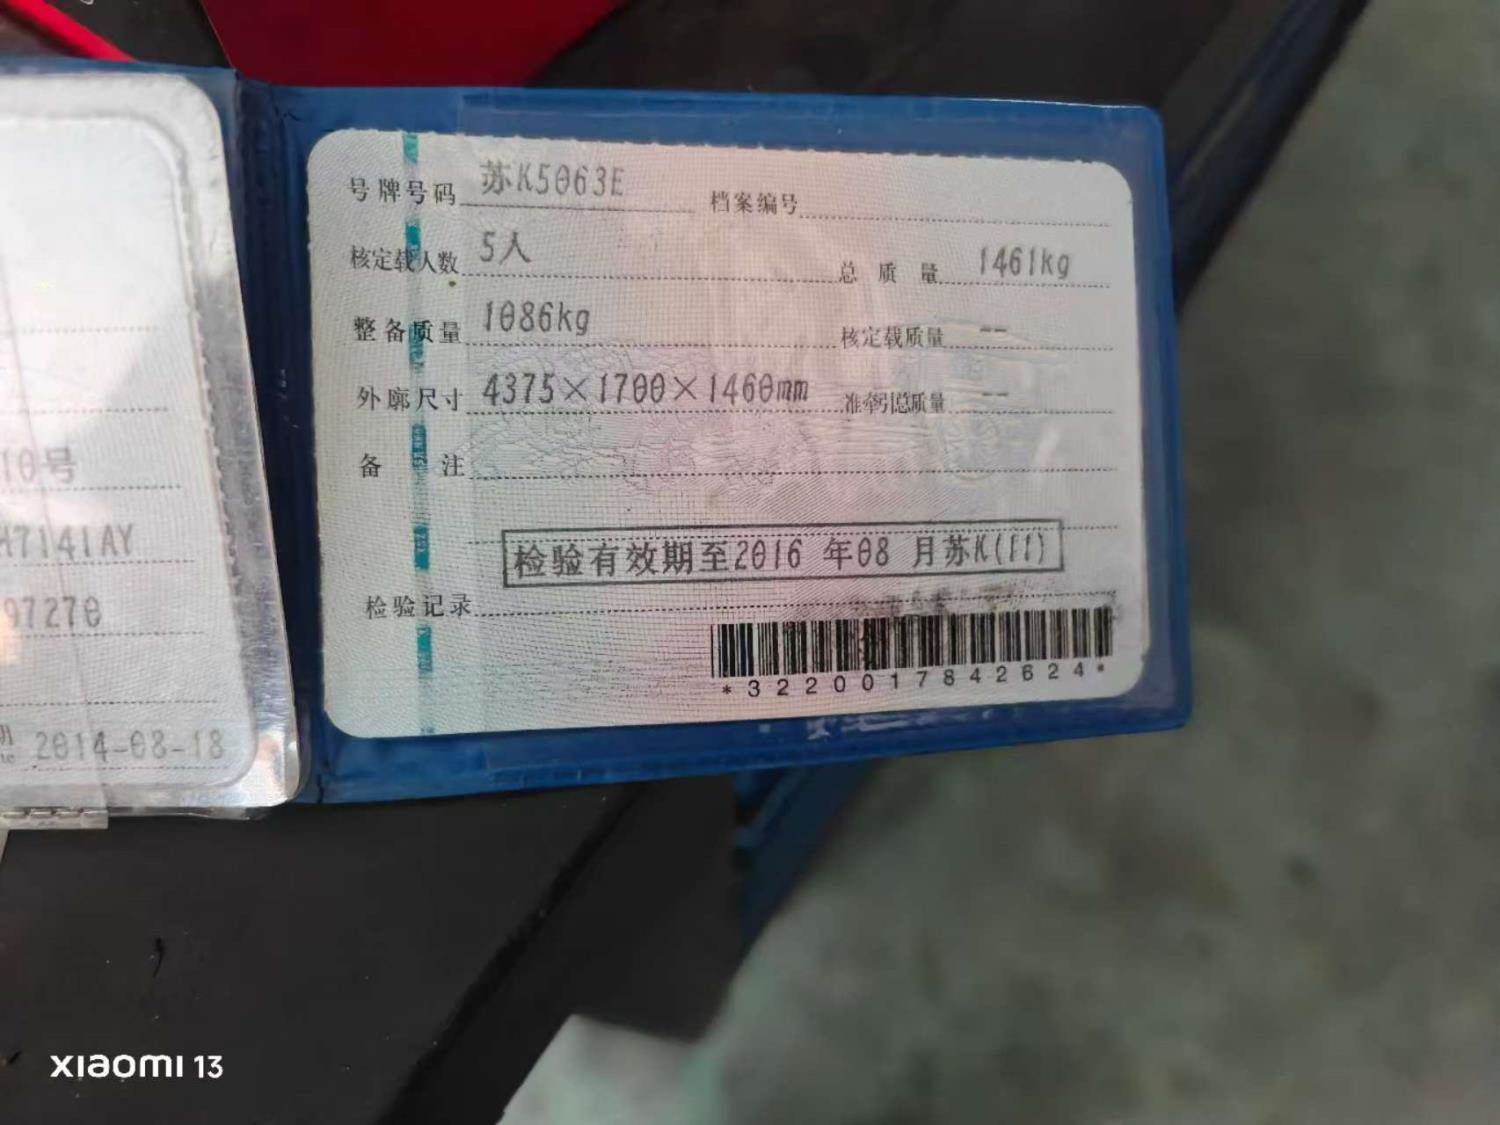 10号
H7141AY
97270
2014-08-18
号牌号码 苏K5063E 档案编号
核定载人数 5人 总质量 1461kg
整备质量 1086kg 核定载质量 --
外廓尺寸 4375×1700×1460mm 准牵引总质量 --
备注
检验有效期至2016 年08 月苏K(11)
检验记录
*3220017842624*
XIAOMI 13